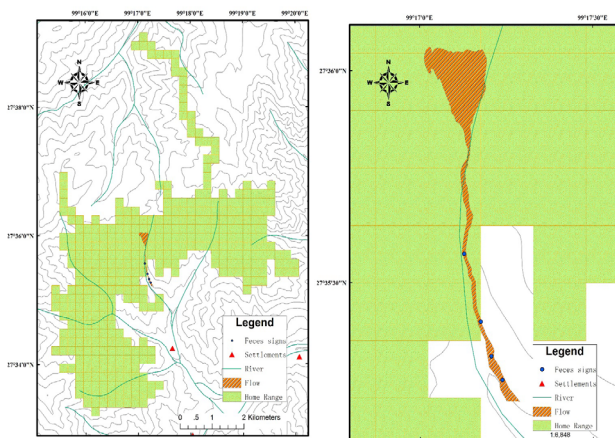 99°16'0"E 99°17'0"E 99°18'0"E 99°19'0"E 99°20'0"E
N
W E
S
27°38'0"N
27°36'0"N
27°34'0"N
Legend
Feces signs
Settlements
River
Flow
Home Range
0 1 2 Kilometers
99°17'0"E 99°17'30"E
N
W E
S
27°36'0"N
27°35'30"N
Legend
Feces signs
Settlements
River
Flow
Home Range
1:8,848